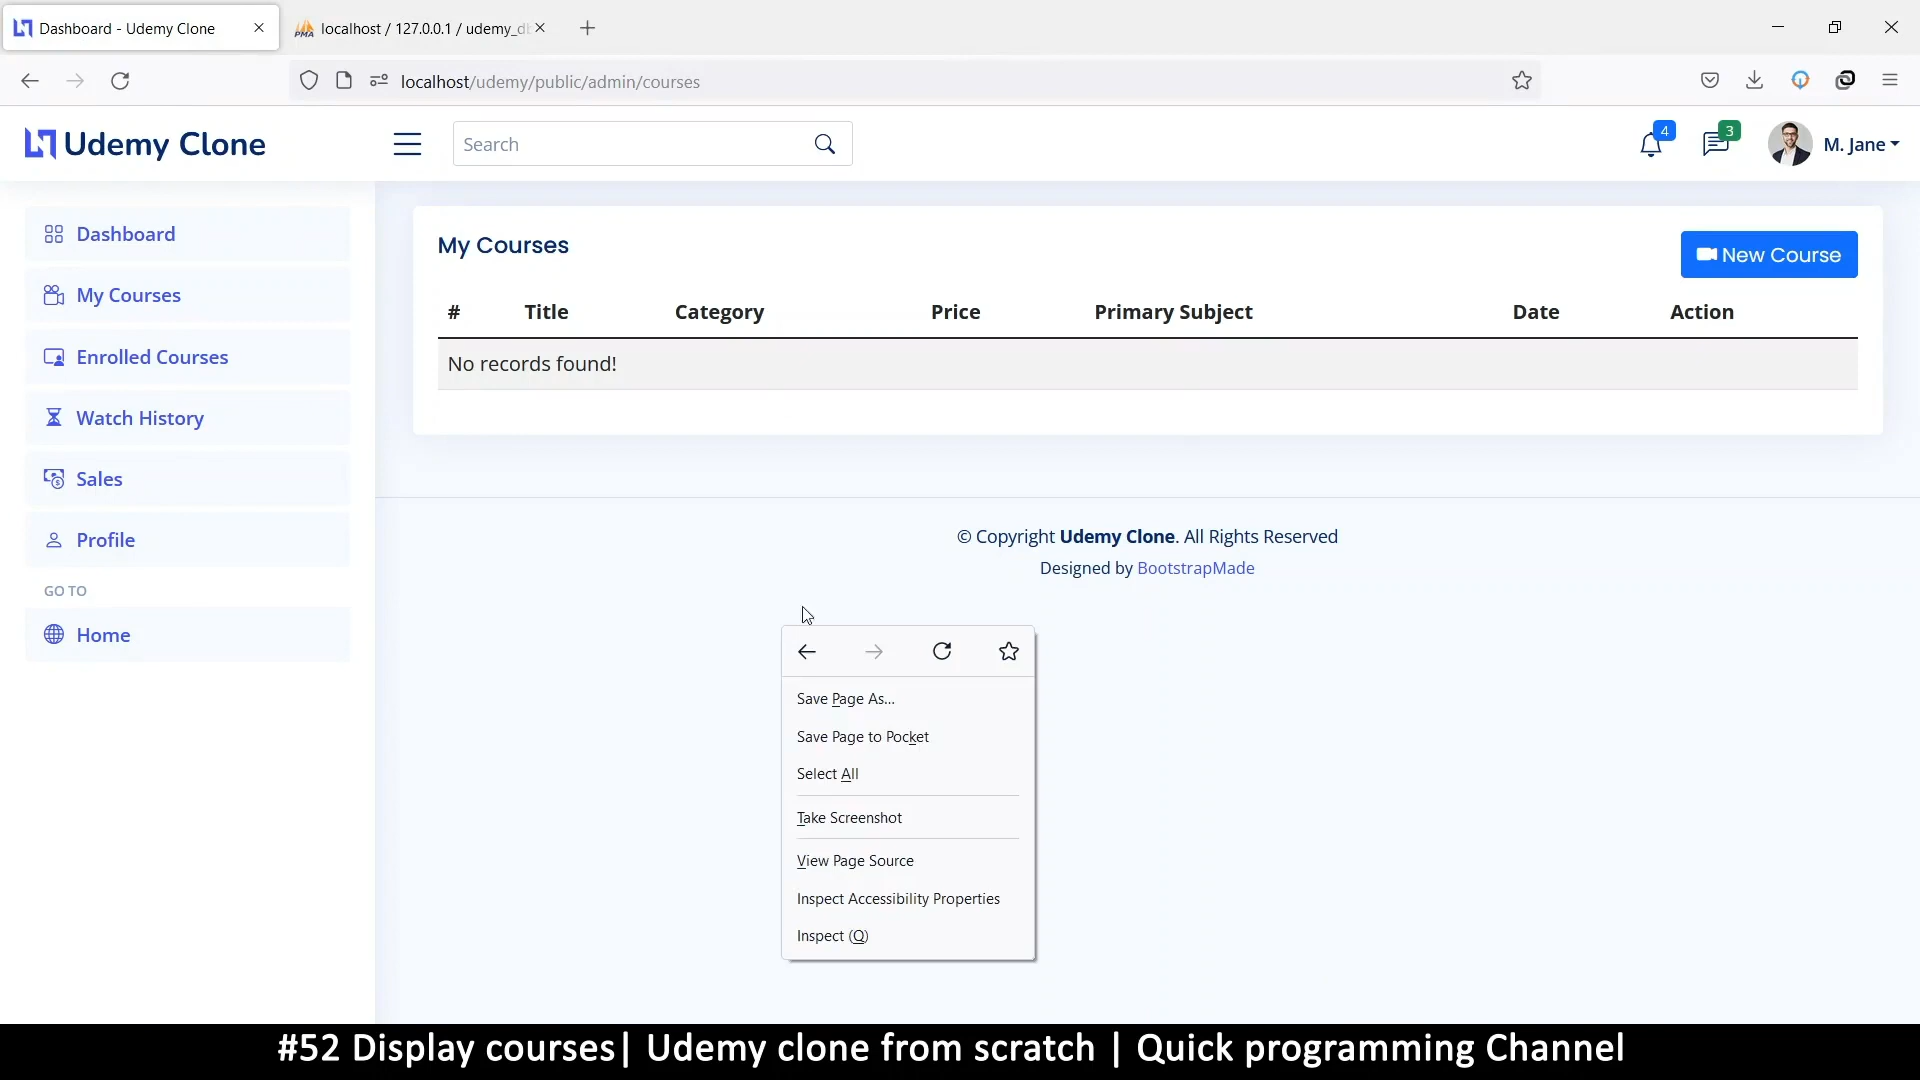 Dashboard - Udemy Clone
PMA localhost / 127.0.0.1 / udemy_d
localhost/udemy/public/admin/courses
Udemy Clone
Search
4
3
M. Jane
Dashboard
My Courses
Enrolled Courses
Watch History
Sales
Profile
GO TO
Home
My Courses
New Course
# Title Category Price Primary Subject Date Action
No records found!
© Copyright Udemy Clone. All Rights Reserved
Designed by BootstrapMade
Save Page As...
Save Page to Pocket
Select All
Take Screenshot
View Page Source
Inspect Accessibility Properties
Inspect (Q)
#52 Display courses| Udemy clone from scratch | Quick programming Channel